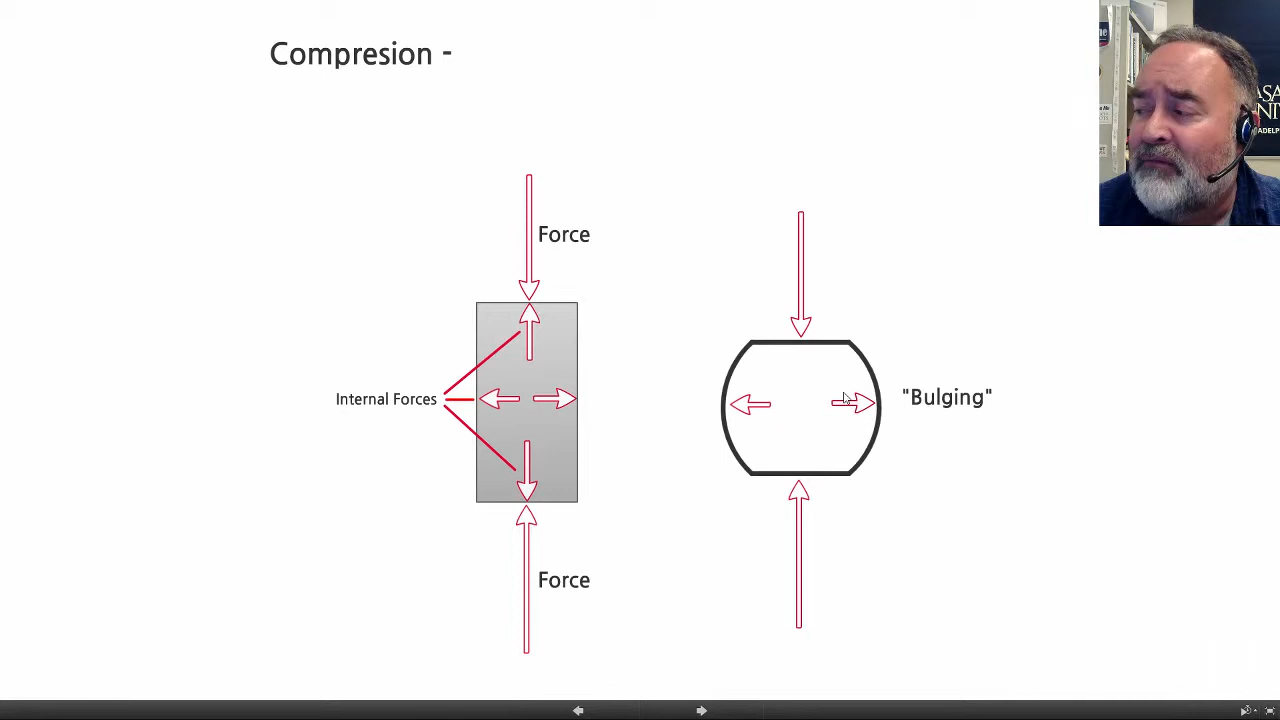 Compresion -
Force
Internal Forces
"Bulging"
Force